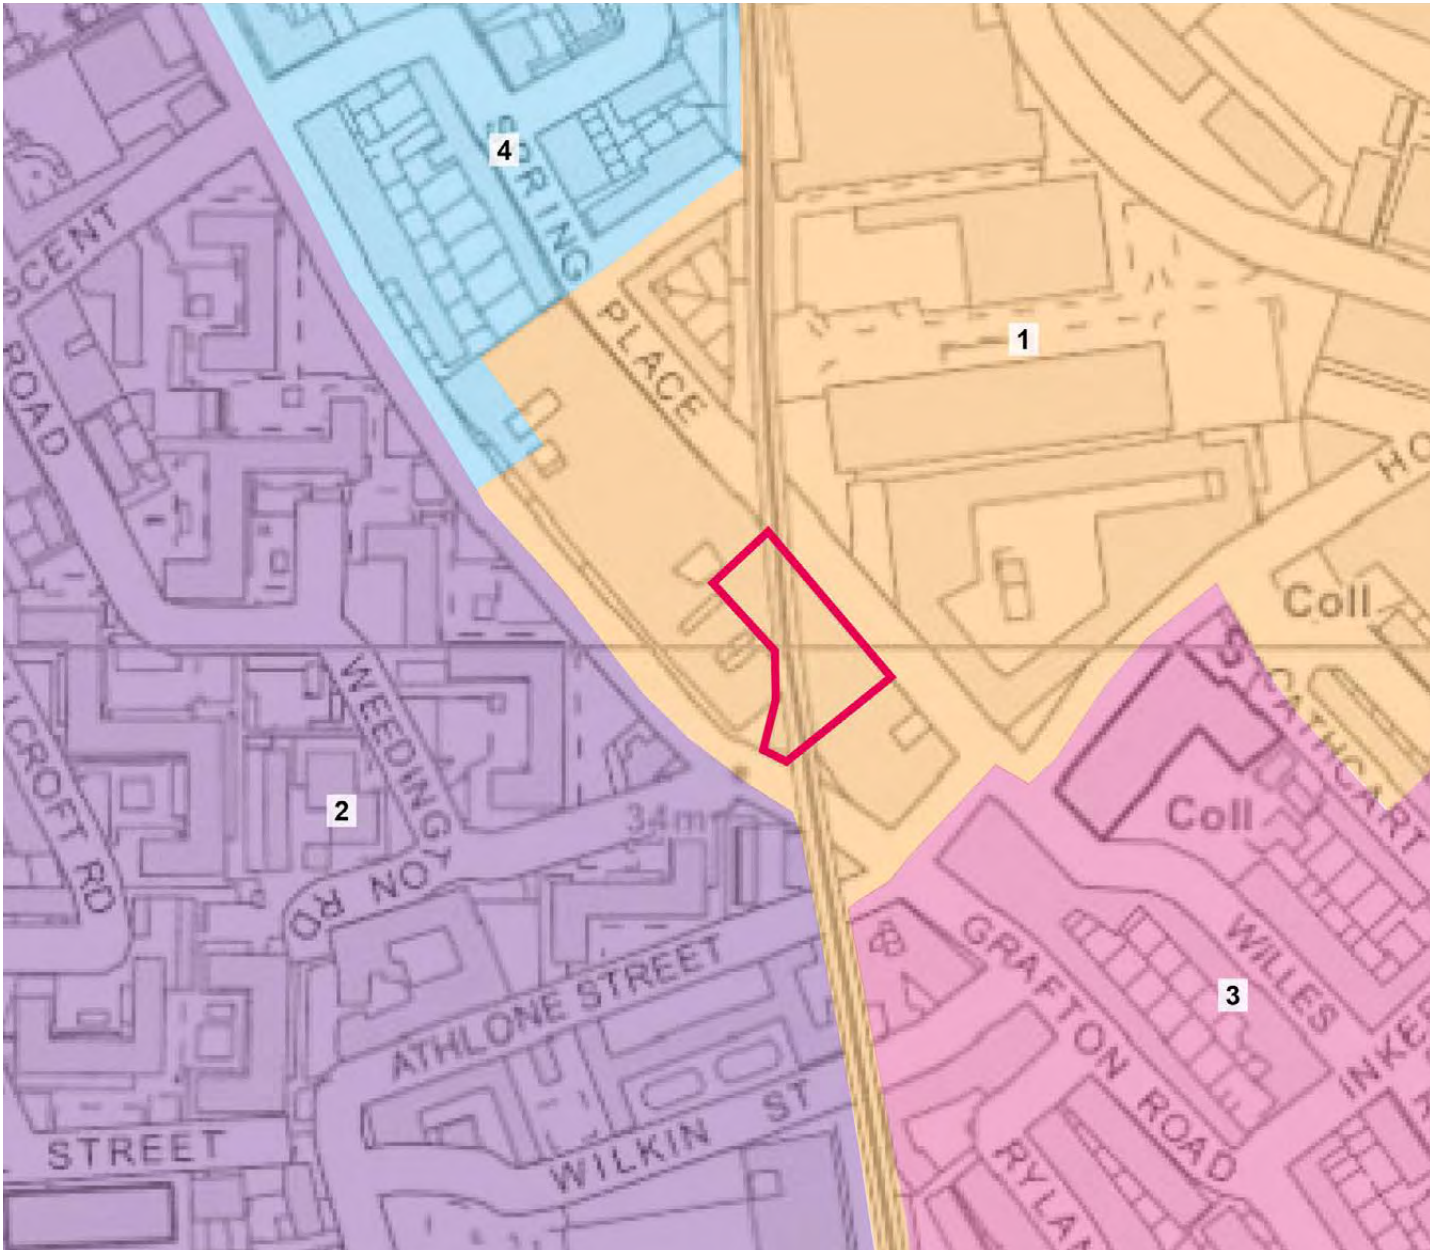 4
SPRING
PLACE
SCENT
ROAD
1
HO
Coll
ST
CATHCART
Coll
WEEDINGTON RD
CROFT RD
2
34m
ATHLONE STREET
GRAFTON ROAD
WILLES
3
INKE
STREET
WILKIN ST
RYLAN